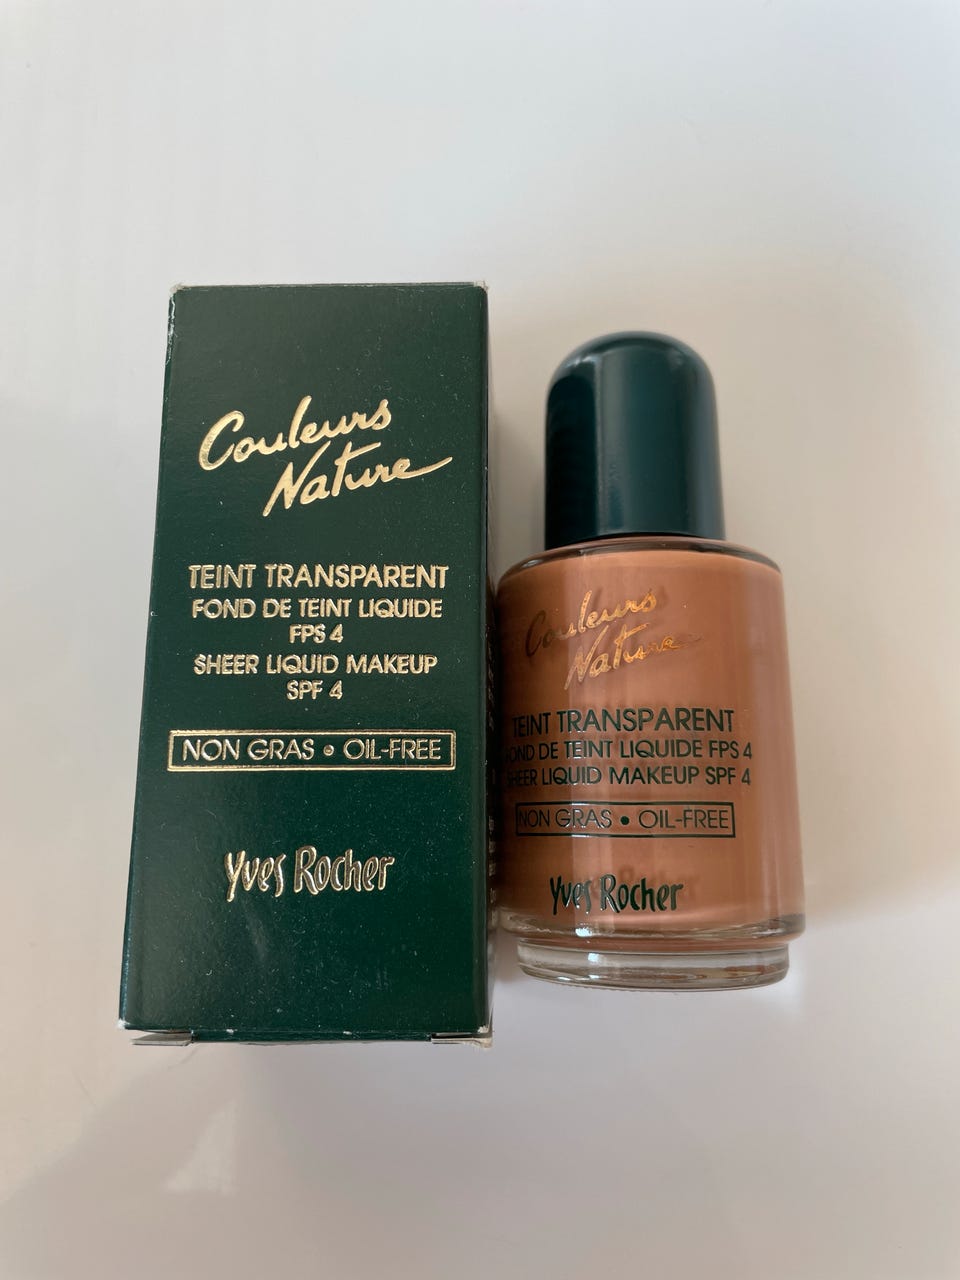 Couleurs
Nature
TEINT TRANSPARENT
FOND DE TEINT LIQUIDE
FPS 4
SHEER LIQUID MAKEUP
SPF 4
NON GRAS • OIL-FREE
Yves Rocher
Couleurs
Nature
TEINT TRANSPARENT
FOND DE TEINT LIQUIDE FPS 4
SHEER LIQUID MAKEUP SPF 4
NON GRAS • OIL-FREE
Yves Rocher